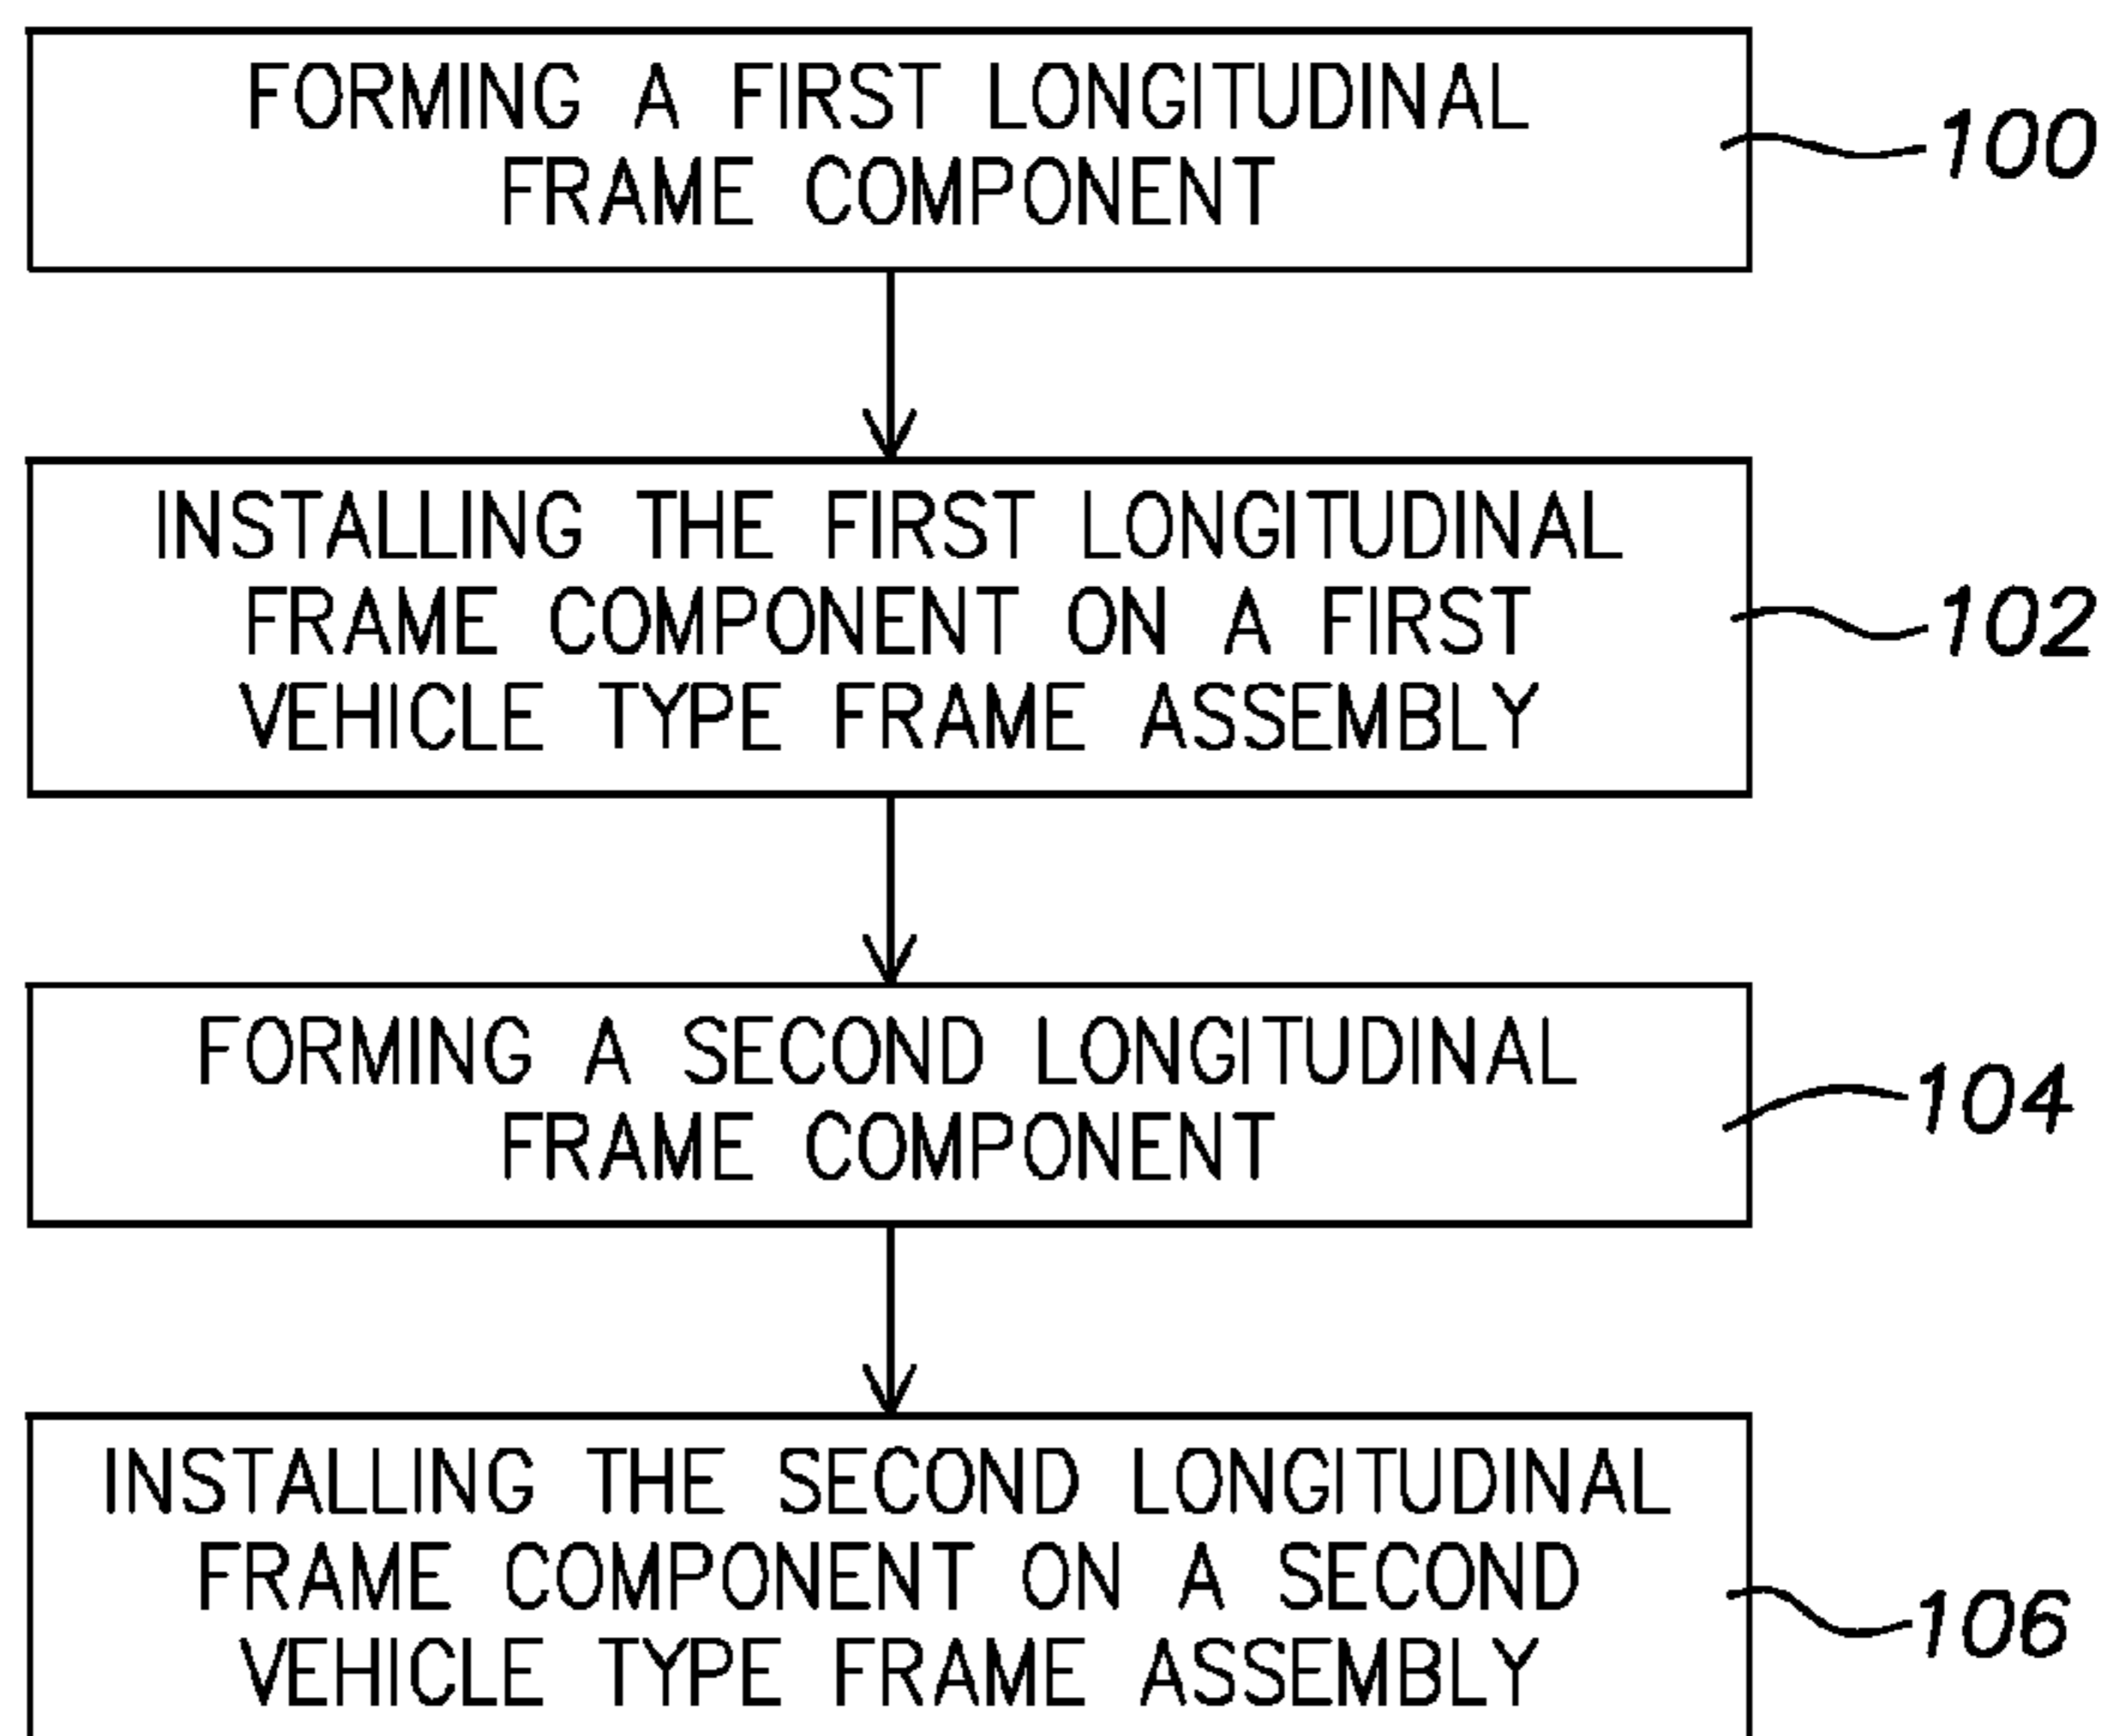 FORMING A FIRST LONGITUDINAL
FRAME COMPONENT
100
INSTALLING THE FIRST LONGITUDINAL
FRAME COMPONENT ON A FIRST
VEHICLE TYPE FRAME ASSEMBLY
102
FORMING A SECOND LONGITUDINAL
FRAME COMPONENT
104
INSTALLING THE SECOND LONGITUDINAL
FRAME COMPONENT ON A SECOND
VEHICLE TYPE FRAME ASSEMBLY
106